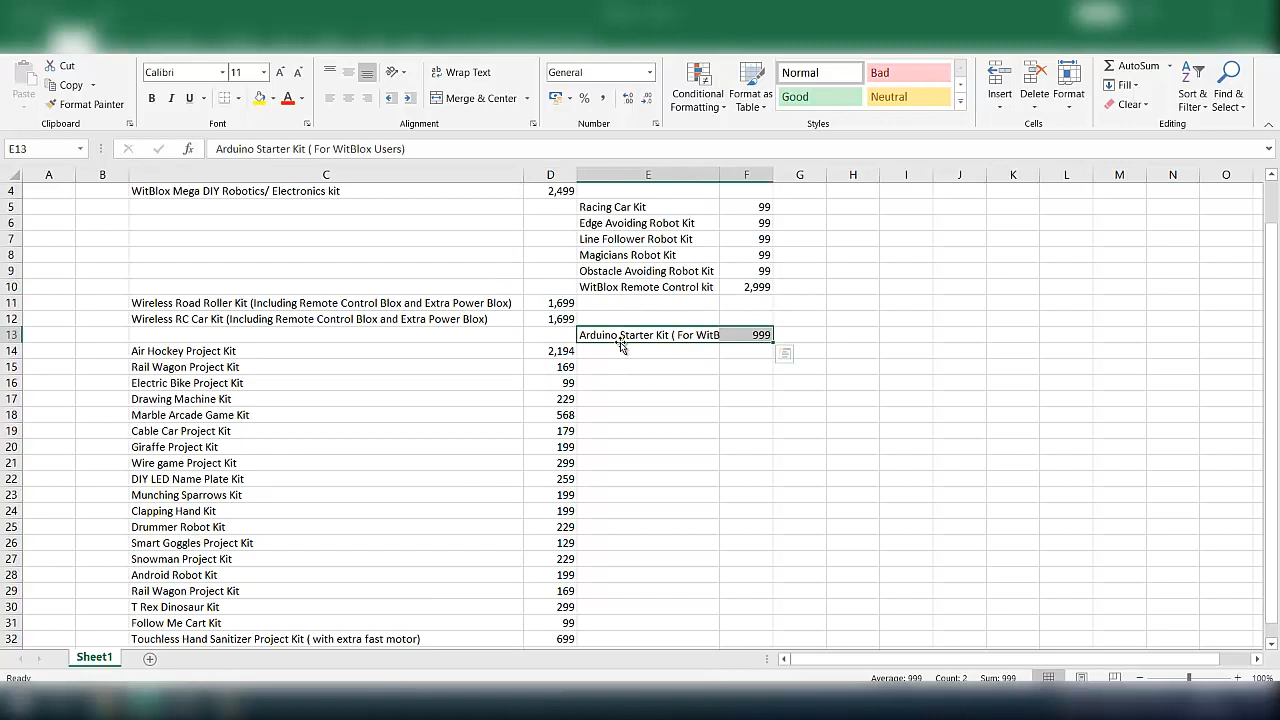 Cut
Copy
Paste
Format Painter
Clipboard
Calibri 11
B I U
Font
Wrap Text
Merge & Center
Alignment
General
Number
Conditional Formatting
Format as Table
Normal Bad
Good Neutral
Styles
Insert Delete Format
Cells
AutoSum
Fill
Clear
Sort & Filter
Find & Select
Editing
E13 fx Arduino Starter Kit ( For WitBlox Users)
A B C D E F G H I J K L M N O
4 WitBlox Mega DIY Robotics/ Electronics kit 2,499
5 Racing Car Kit 99
6 Edge Avoiding Robot Kit 99
7 Line Follower Robot Kit 99
8 Magicians Robot Kit 99
9 Obstacle Avoiding Robot Kit 99
10 WitBlox Remote Control kit 2,999
11 Wireless Road Roller Kit (Including Remote Control Blox and Extra Power Blox) 1,699
12 Wireless RC Car Kit (Including Remote Control Blox and Extra Power Blox) 1,699
13 Arduino Starter Kit ( For WitB 999
14 Air Hockey Project Kit 2,194
15 Rail Wagon Project Kit 169
16 Electric Bike Project Kit 99
17 Drawing Machine Kit 229
18 Marble Arcade Game Kit 568
19 Cable Car Project Kit 179
20 Giraffe Project Kit 199
21 Wire game Project Kit 299
22 DIY LED Name Plate Kit 259
23 Munching Sparrows Kit 199
24 Clapping Hand Kit 199
25 Drummer Robot Kit 229
26 Smart Goggles Project Kit 129
27 Snowman Project Kit 229
28 Android Robot Kit 199
29 Rail Wagon Project Kit 169
30 T Rex Dinosaur Kit 299
31 Follow Me Cart Kit 99
32 Touchless Hand Sanitizer Project Kit ( with extra fast motor) 699
Sheet1
Ready Average: 999 Count: 2 Sum: 999 100%